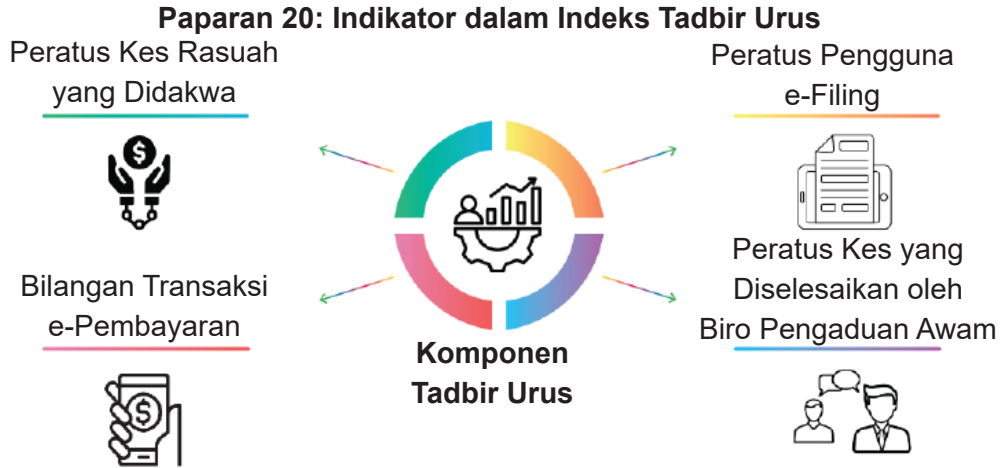 Paparan 20: Indikator dalam Indeks Tadbir Urus
Peratus Kes Rasuah
yang Didakwa
Peratus Pengguna
e-Filing
Bilangan Transaksi
e-Pembayaran
Peratus Kes yang
Diselesaikan oleh
Biro Pengaduan Awam
Komponen
Tadbir Urus